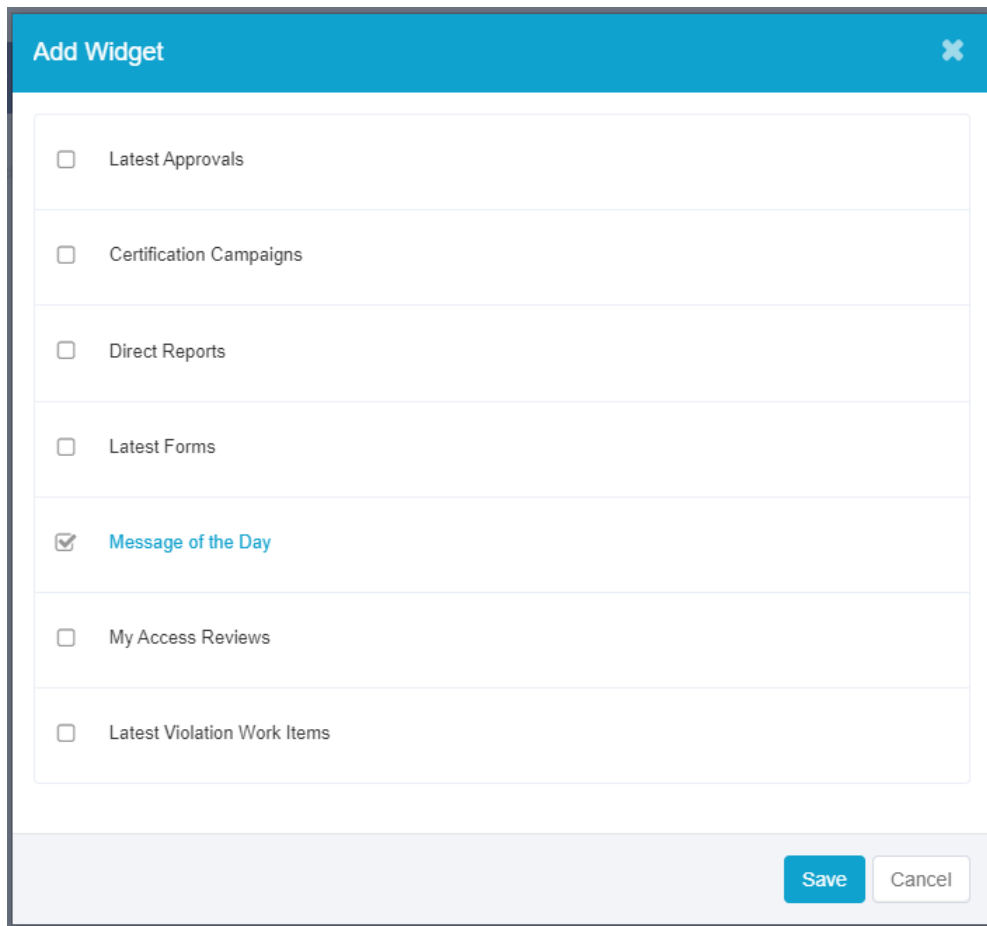 Add Widget
Latest Approvals
Certification Campaigns
Direct Reports
Latest Forms
Message of the Day
My Access Reviews
Latest Violation Work Items
Save Cancel